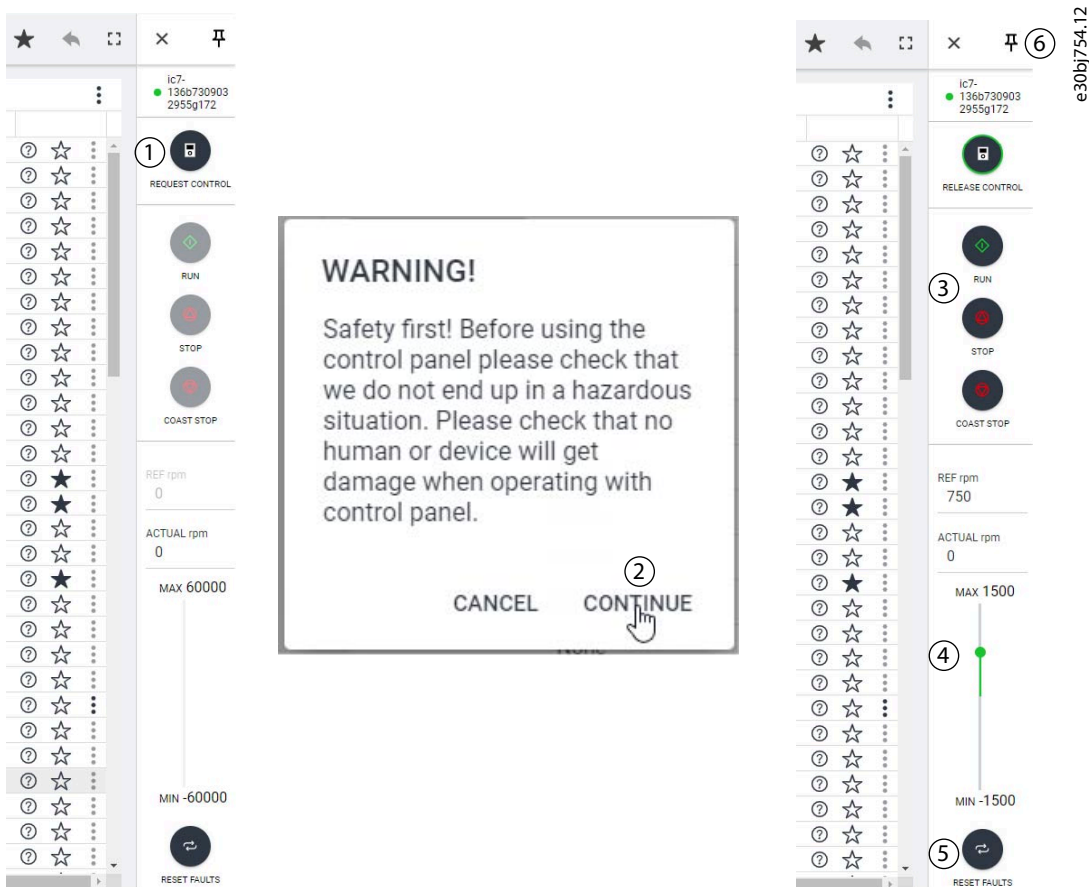 ic7-
136b730903
2955g172
1
REQUEST CONTROL
RUN
STOP
COAST STOP
REF rpm
0
ACTUAL rpm
0
MAX 60000
MIN -60000
RESET FAULTS
WARNING!
Safety first! Before using the
control panel please check that
we do not end up in a hazardous
situation. Please check that no
human or device will get
damage when operating with
control panel.
2
CANCEL CONTINUE
None
6
e30bj754.12
ic7-
136b730903
2955g172
RELEASE CONTROL
RUN
3
STOP
COAST STOP
REF rpm
750
ACTUAL rpm
0
MAX 1500
4
MIN -1500
5
RESET FAULTS